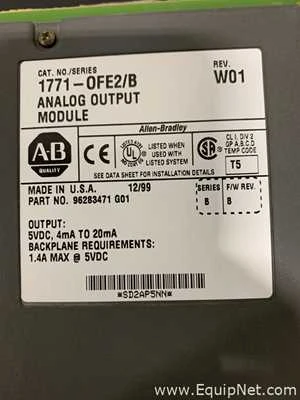 CAT. NO./SERIES
1771-OFE2/B
ANALOG OUTPUT
MODULE
REV.
W01
Allen-Bradley
AB
QUALITY
UL
LISTED
LISTED WHEN
USED WITH
LISTED SYSTEM
SA
CL I, DIV 2
GP A,B,C,D
TEMP CODE
T5
SEE DATA SHEET FOR INSTALLATION DETAILS
MADE IN U.S.A. 12/99
PART NO. 96283471 G01
SERIES
B
F/W REV.
B
OUTPUT:
5VDC, 4mA TO 20mA
BACKPLANE REQUIREMENTS:
1.4A MAX @ 5VDC
*SD2AP5NN*
www.EquipNet.com